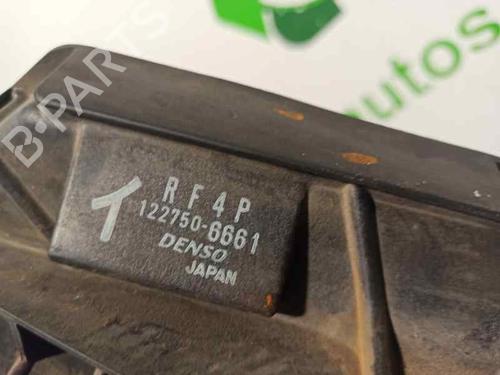 autos
B-PARTS
RF4P
122750-6661
DENSO
JAPAN